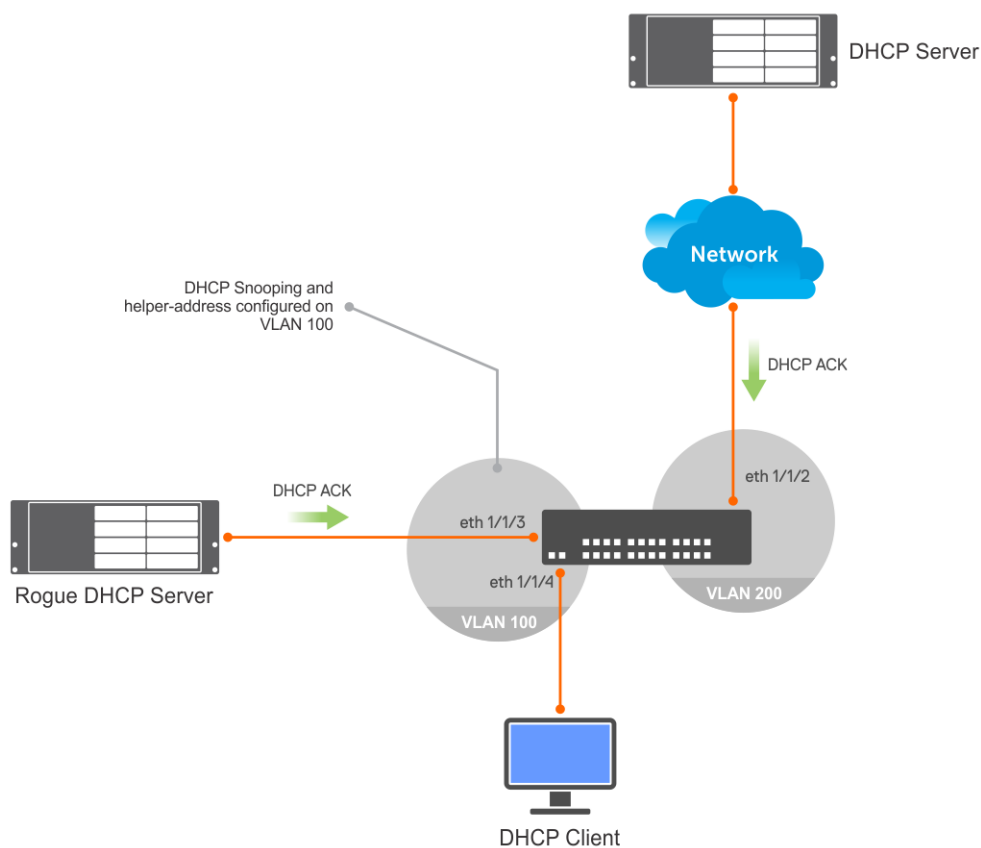 DHCP Server
Network
DHCP Snooping and
helper-address configured on
VLAN 100
DHCP ACK
eth 1/1/2
DHCP ACK
eth 1/1/3
eth 1/1/4
Rogue DHCP Server
VLAN 200
VLAN 100
DHCP Client